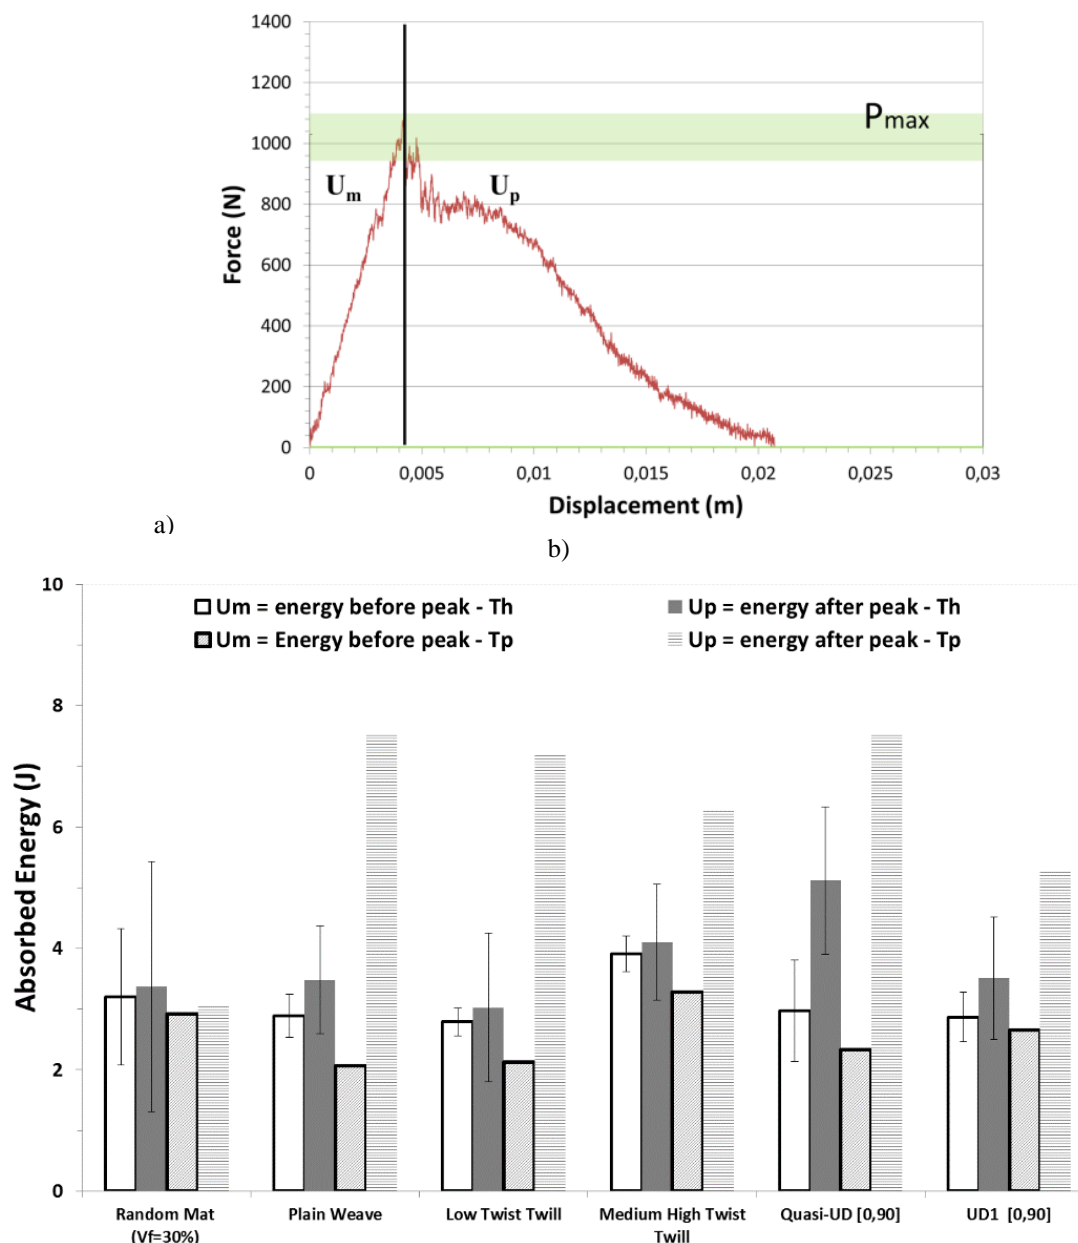 1400
1200
1000
800
600
400
200
0
Force (N)
Pmax
Um
Up
0 0,005 0,01 0,015 0,02 0,025 0,03
Displacement (m)
a)
b)
10
8
6
4
2
0
Absorbed Energy (J)
Um = energy before peak - Th Up = energy after peak - Th
Um = Energy before peak - Tp Up = energy after peak - Tp
Random Mat Plain Weave Low Twist Twill Medium High Twist Quasi-UD [0,90] UD1 [0,90]
(Vf=30%) Twill